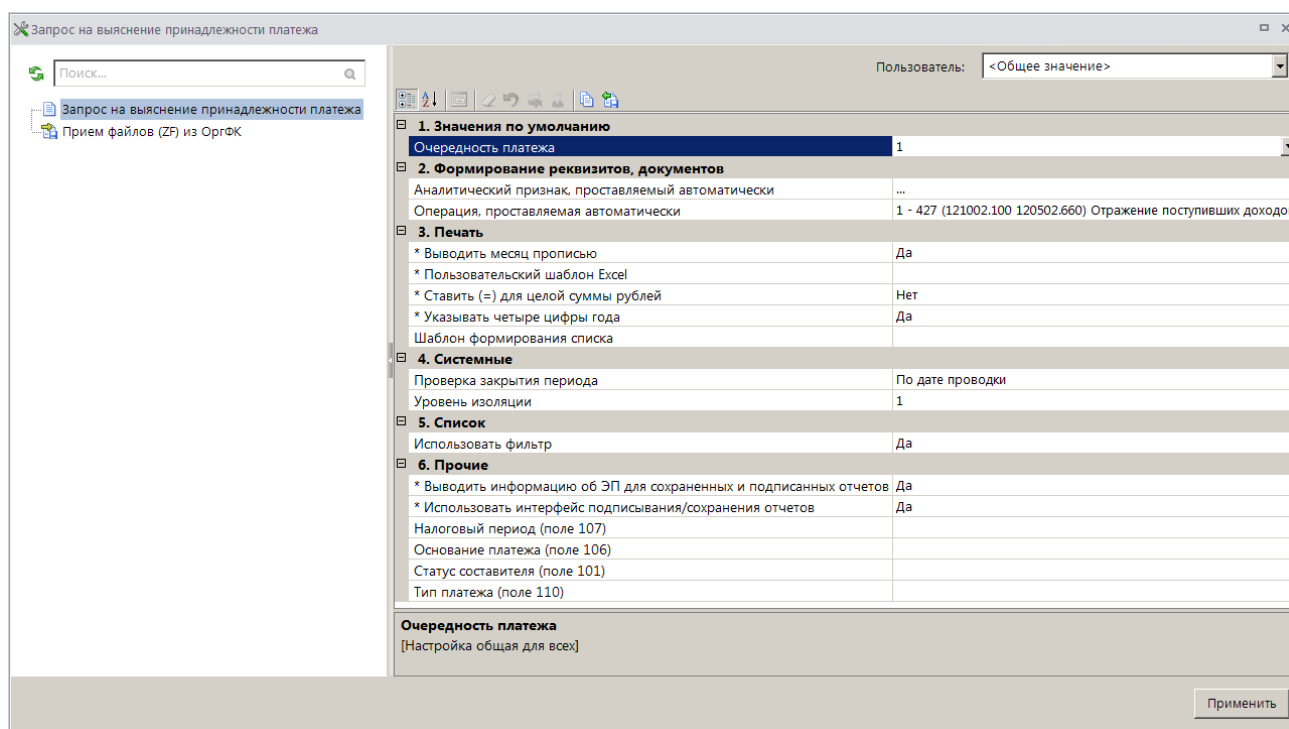 Запрос на выяснение принадлежности платежа
Поиск...
Пользователь: <Общее значение>
Запрос на выяснение принадлежности платежа
Прием файлов (ZF) из ОргФК
1. Значения по умолчанию
Очередность платежа 1
2. Формирование реквизитов, документов
Аналитический признак, проставляемый автоматически ...
Операция, проставляемая автоматически 1 - 427 (121002.100 120502.660) Отражение поступивших доходо
3. Печать
* Выводить месяц прописью Да
* Пользовательский шаблон Excel
* Ставить (=) для целой суммы рублей Нет
* Указывать четыре цифры года Да
Шаблон формирования списка
4. Системные
Проверка закрытия периода По дате проводки
Уровень изоляции 1
5. Список
Использовать фильтр Да
6. Прочие
* Выводить информацию об ЭП для сохраненных и подписанных отчетов Да
* Использовать интерфейс подписывания/сохранения отчетов Да
Налоговый период (поле 107)
Основание платежа (поле 106)
Статус составителя (поле 101)
Тип платежа (поле 110)
Очередность платежа
[Настройка общая для всех]
Применить